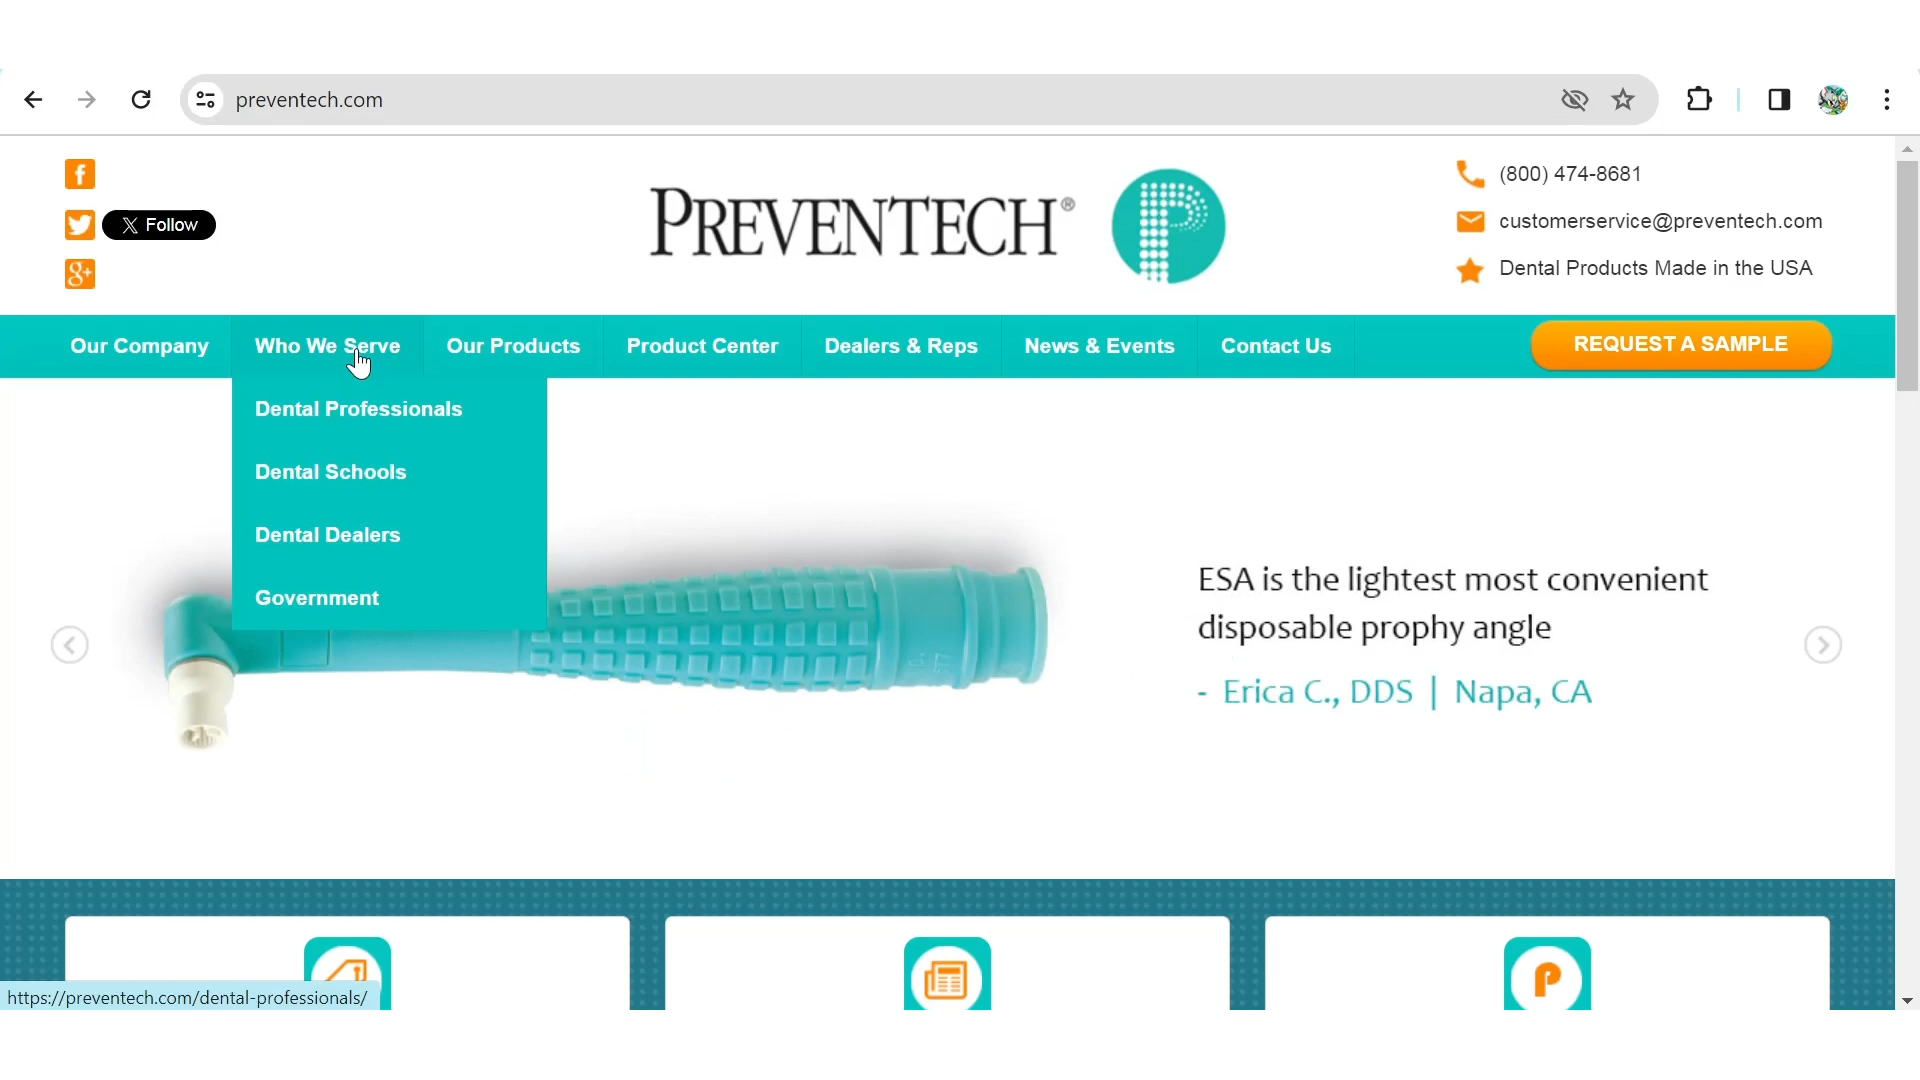 preventech.com
f
X Follow
g+
PREVENTECH®
P
(800) 474-8681
customerservice@preventech.com
Dental Products Made in the USA
Our Company
Who We Serve
Our Products
Product Center
Dealers & Reps
News & Events
Contact Us
REQUEST A SAMPLE
Dental Professionals
Dental Schools
Dental Dealers
Government
ESA is the lightest most convenient
disposable prophy angle
- Erica C., DDS | Napa, CA
P
https://preventech.com/dental-professionals/